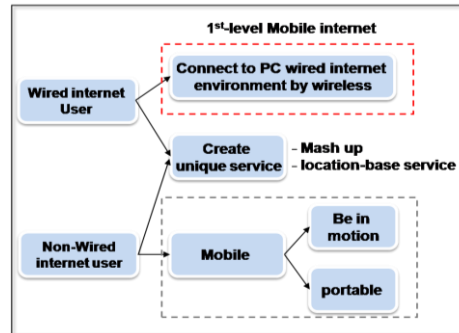 1st-level Mobile internet
Connect to PC wired internet
environment by wireless
Wired internet
User
Create
unique service
– Mash up
– location-base service
Non-Wired
internet user
Mobile
Be in
motion
portable